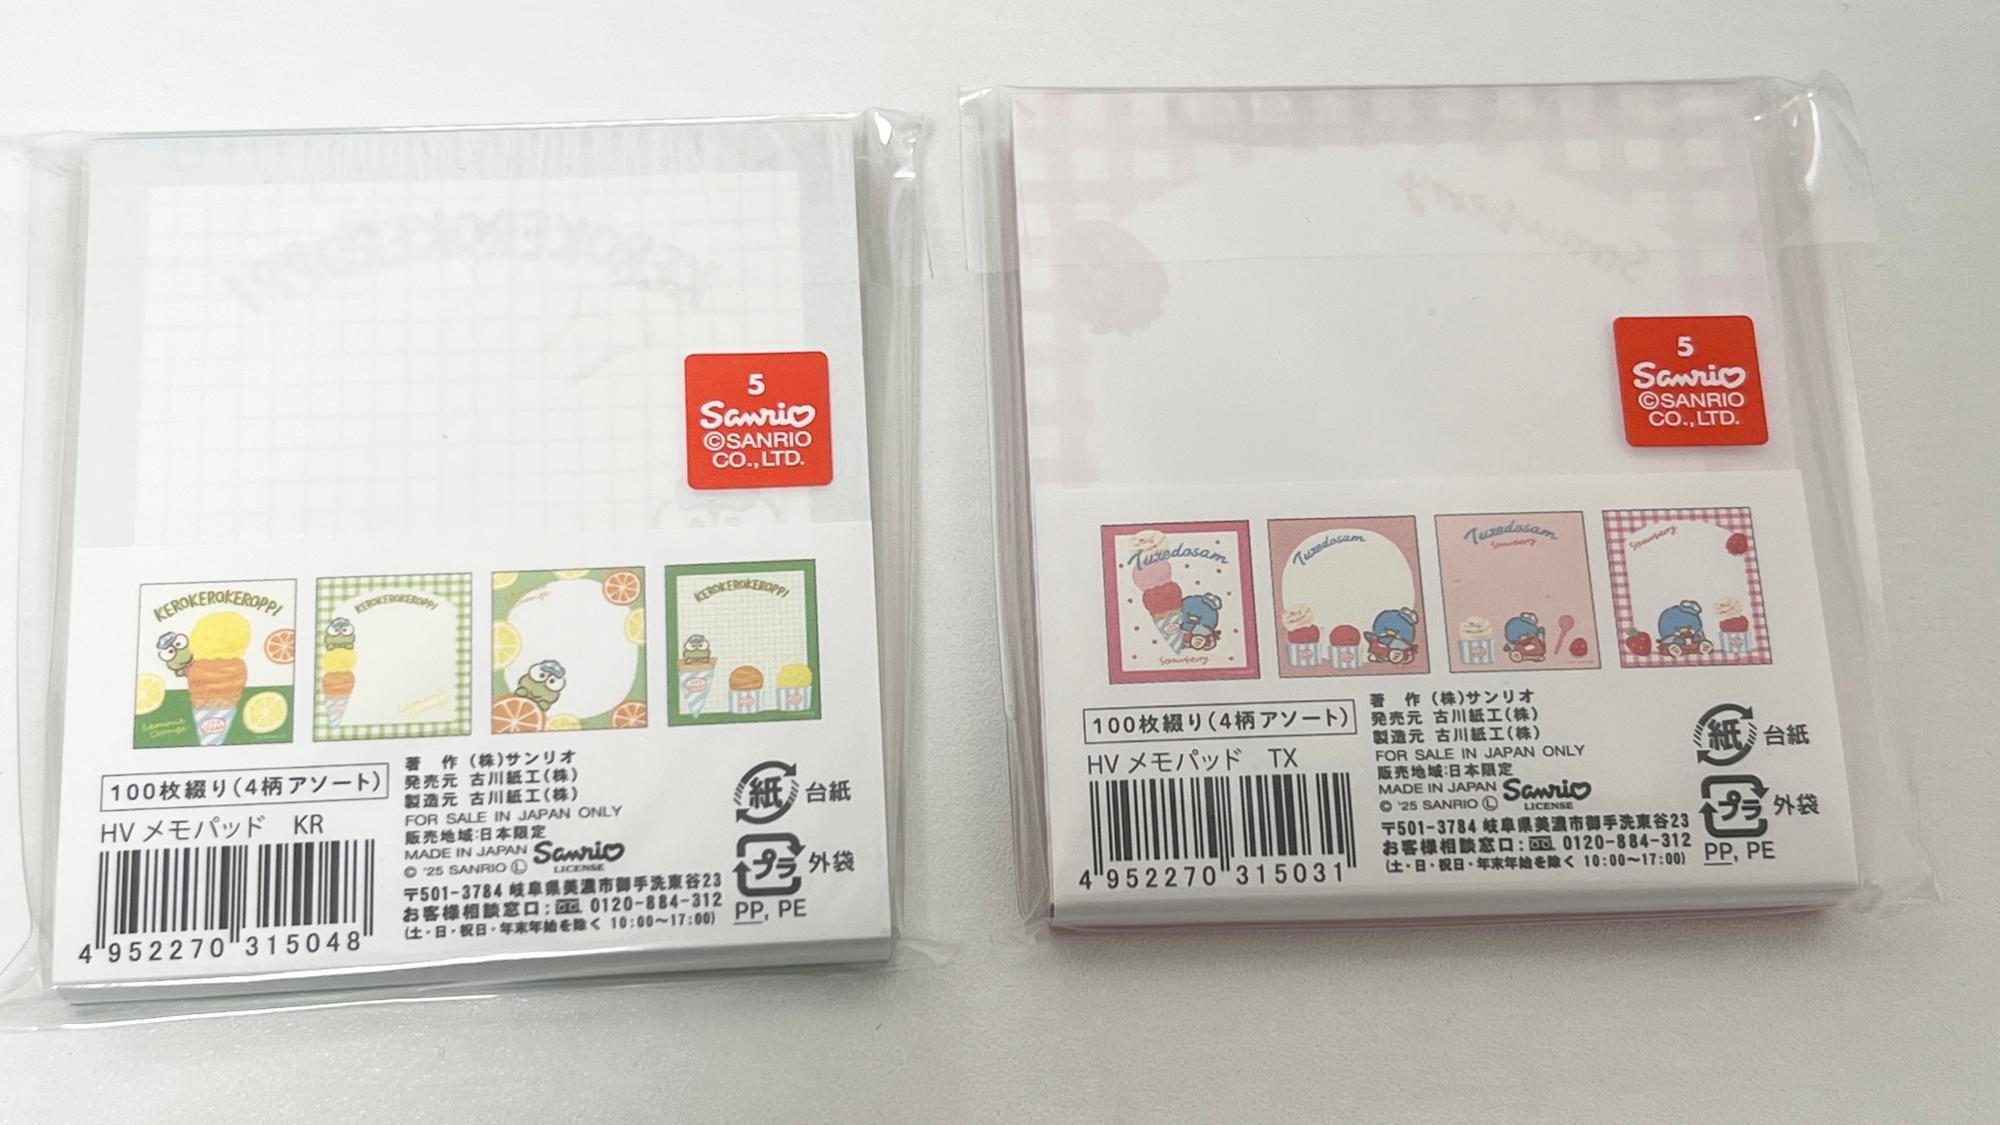 KEROKEROKEROPPI
5
Sanrio
©SANRIO
CO.,LTD.
KEROKEROKEROPPI
Lemon &
Orange
KEROKEROKEROPPI
Lemon &
Orange
KEROKEROKEROPPI
100枚綴り(4柄アソート)
HV メモパッド KR
4 952270 315048
著 作 (株)サンリオ
発売元 古川紙工(株)
製造元 古川紙工(株)
FOR SALE IN JAPAN ONLY
販売地域:日本限定
MADE IN JAPAN
© '25 SANRIO Ⓛ
Sanrio
LICENSE
〒501-3784 岐阜県美濃市御手洗東谷23
お客様相談窓口: 0120-884-312
(土・日・祝日・年末年始を除く 10:00〜17:00)
紙 台紙
プラ 外袋
PP, PE
Strawberry
5
Sanrio
©SANRIO
CO.,LTD.
Tuxedosam
Strawberry
Tuxedosam
Tuxedosam
Strawberry
Strawberry
100枚綴り(4柄アソート)
HV メモパッド TX
4 952270 315031
著 作 (株)サンリオ
発売元 古川紙工(株)
製造元 古川紙工(株)
FOR SALE IN JAPAN ONLY
販売地域:日本限定
MADE IN JAPAN
© '25 SANRIO Ⓛ
Sanrio
LICENSE
〒501-3784 岐阜県美濃市御手洗東谷23
お客様相談窓口: 0120-884-312
(土・日・祝日・年末年始を除く 10:00〜17:00)
紙 台紙
プラ 外袋
PP, PE